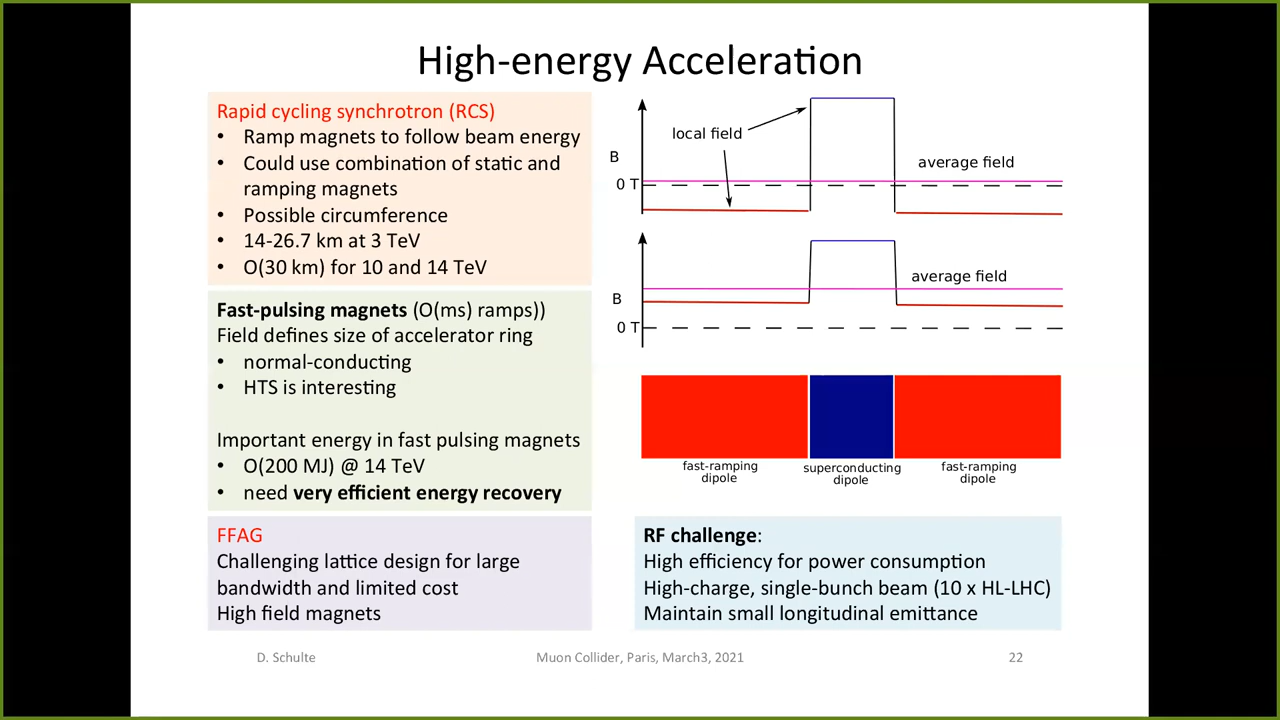 High-energy Acceleration
Rapid cycling synchrotron (RCS)
• Ramp magnets to follow beam energy
• Could use combination of static and
ramping magnets
• Possible circumference
• 14-26.7 km at 3 TeV
• O(30 km) for 10 and 14 TeV
Fast-pulsing magnets (O(ms) ramps))
Field defines size of accelerator ring
• normal-conducting
• HTS is interesting
Important energy in fast pulsing magnets
• O(200 MJ) @ 14 TeV
• need very efficient energy recovery
FFAG
Challenging lattice design for large
bandwidth and limited cost
High field magnets
local field
B
average field
0 T
average field
B
0 T
fast-ramping
dipole
superconducting
dipole
fast-ramping
dipole
RF challenge:
High efficiency for power consumption
High-charge, single-bunch beam (10 x HL-LHC)
Maintain small longitudinal emittance
D. Schulte
Muon Collider, Paris, March3, 2021
22